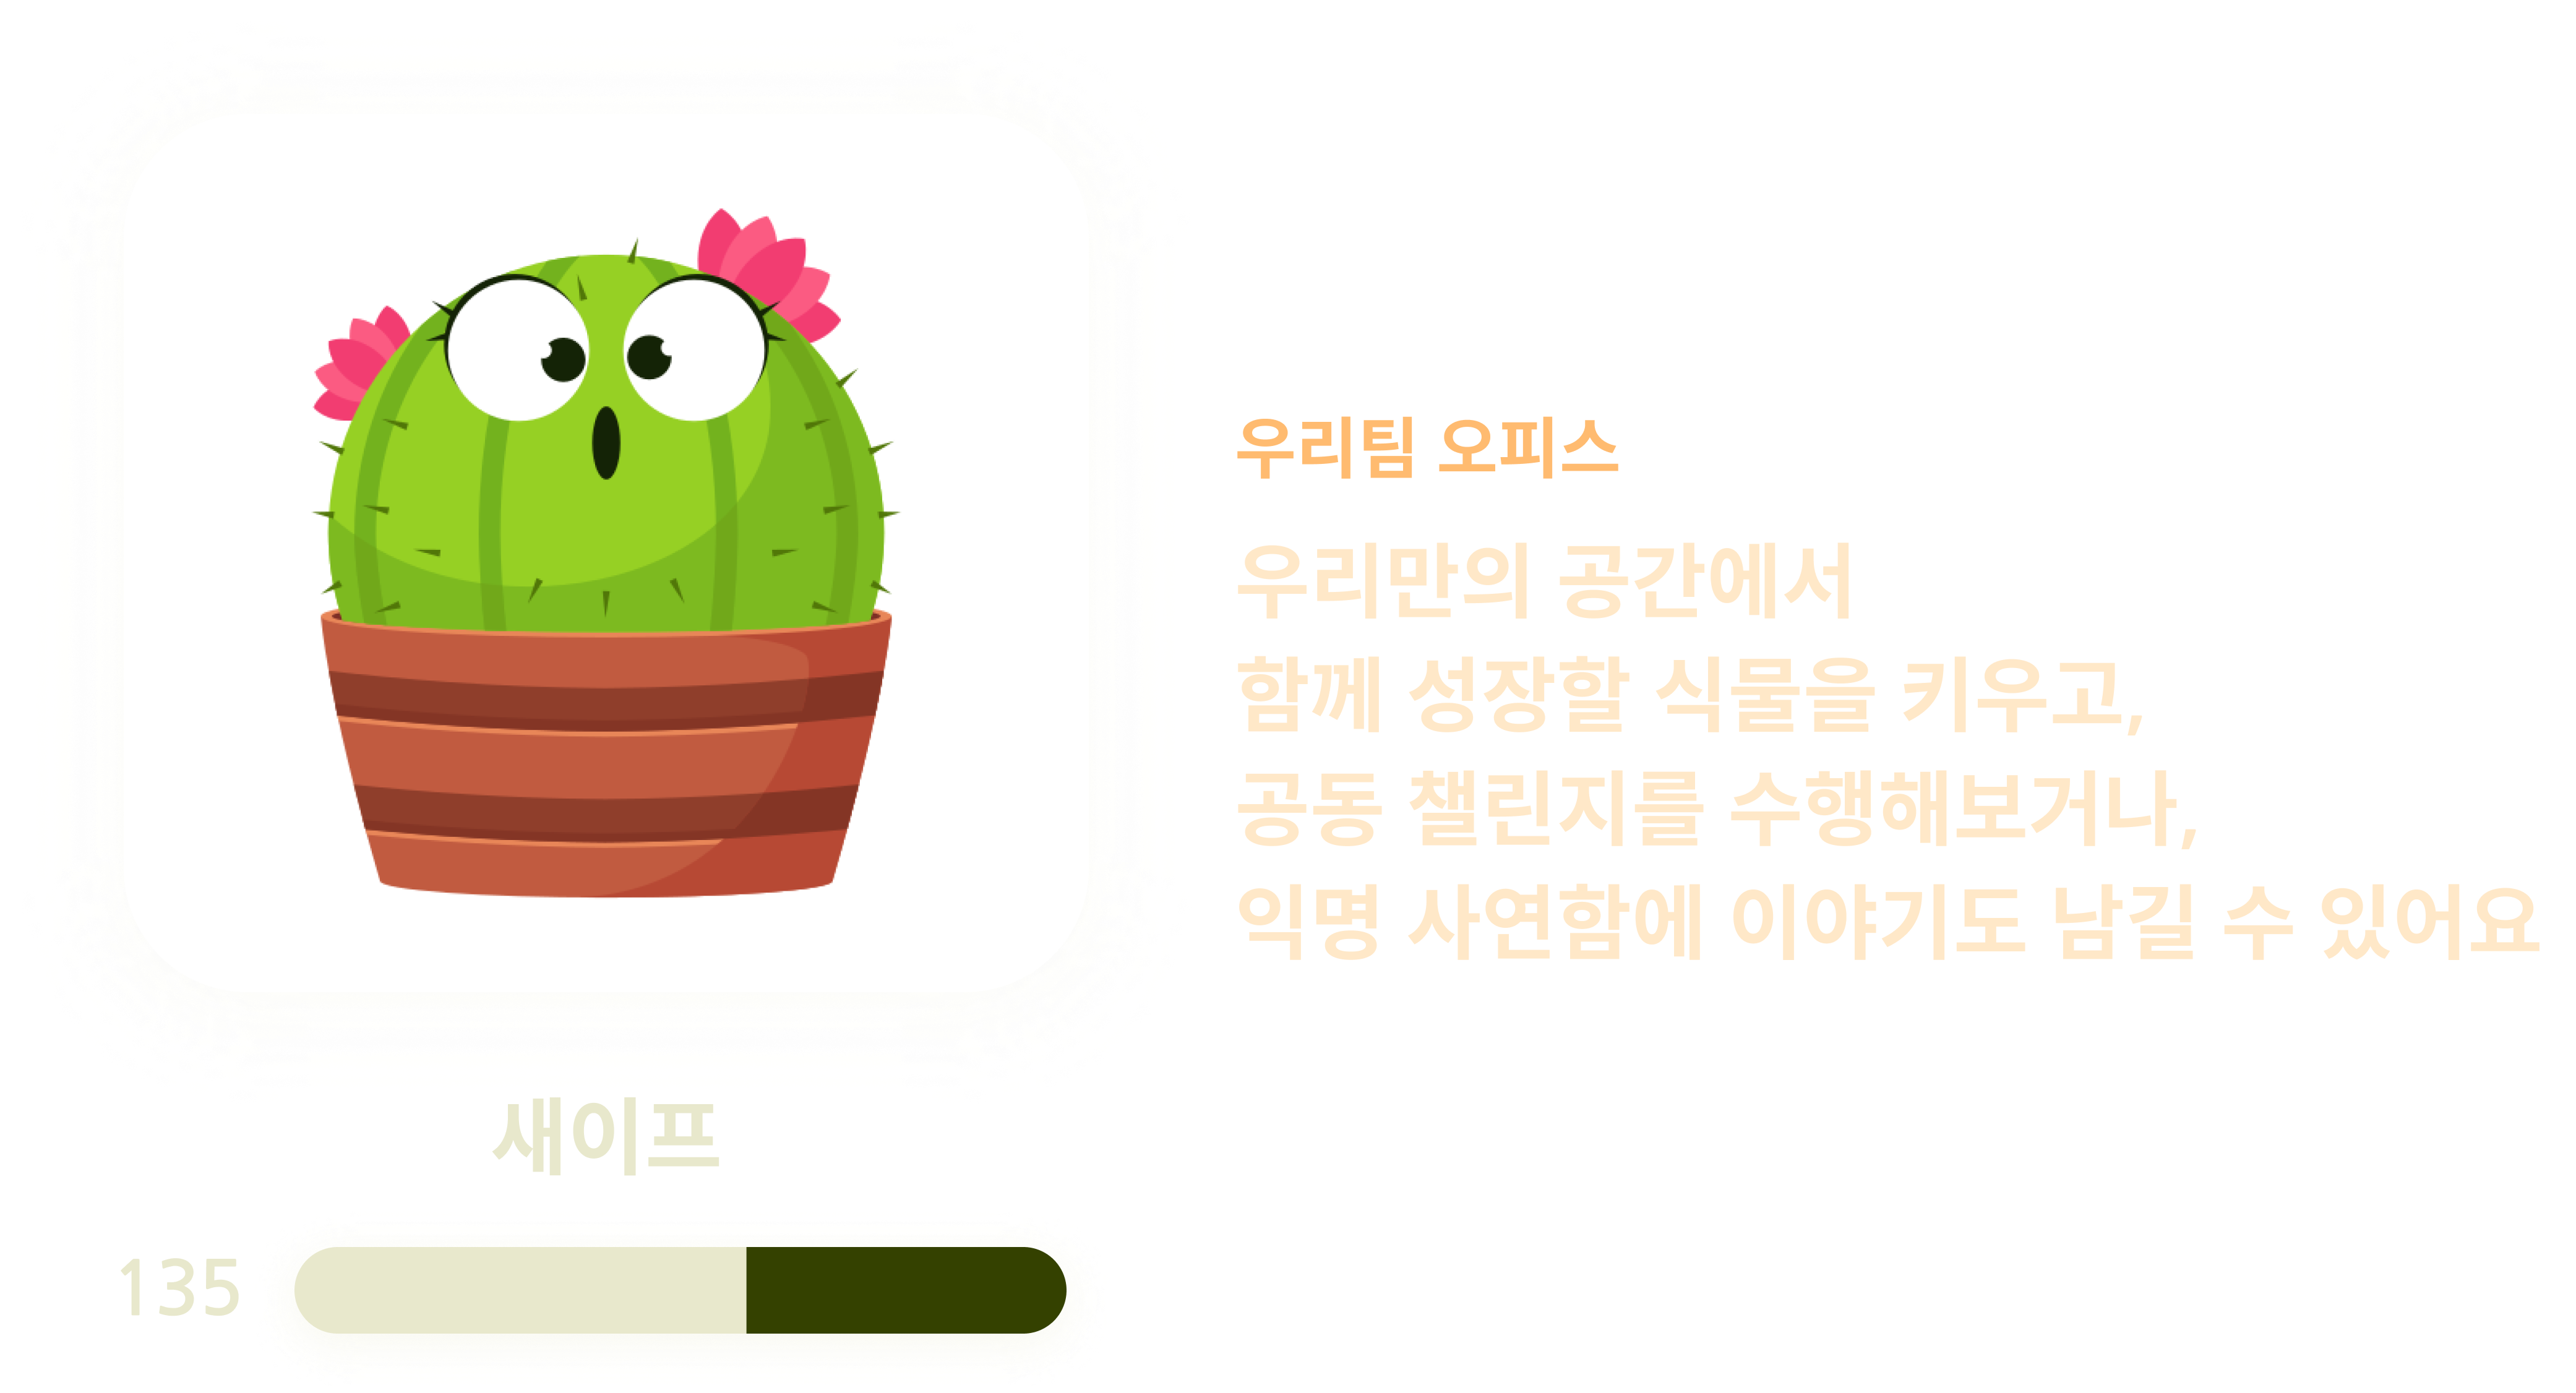 우리팀 오피스
우리만의 공간에서
함께 성장할 식물을 키우고,
공동 챌린지를 수행해보거나,
익명 사연함에 이야기도 남길 수 있어요
새이프
135